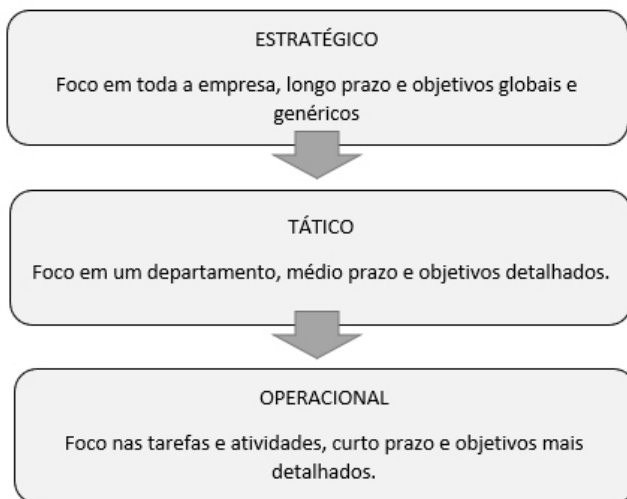 ESTRATÉGICO
Foco em toda a empresa, longo prazo e objetivos globais e
genéricos
TÁTICO
Foco em um departamento, médio prazo e objetivos detalhados.
OPERACIONAL
Foco nas tarefas e atividades, curto prazo e objetivos mais
detalhados.